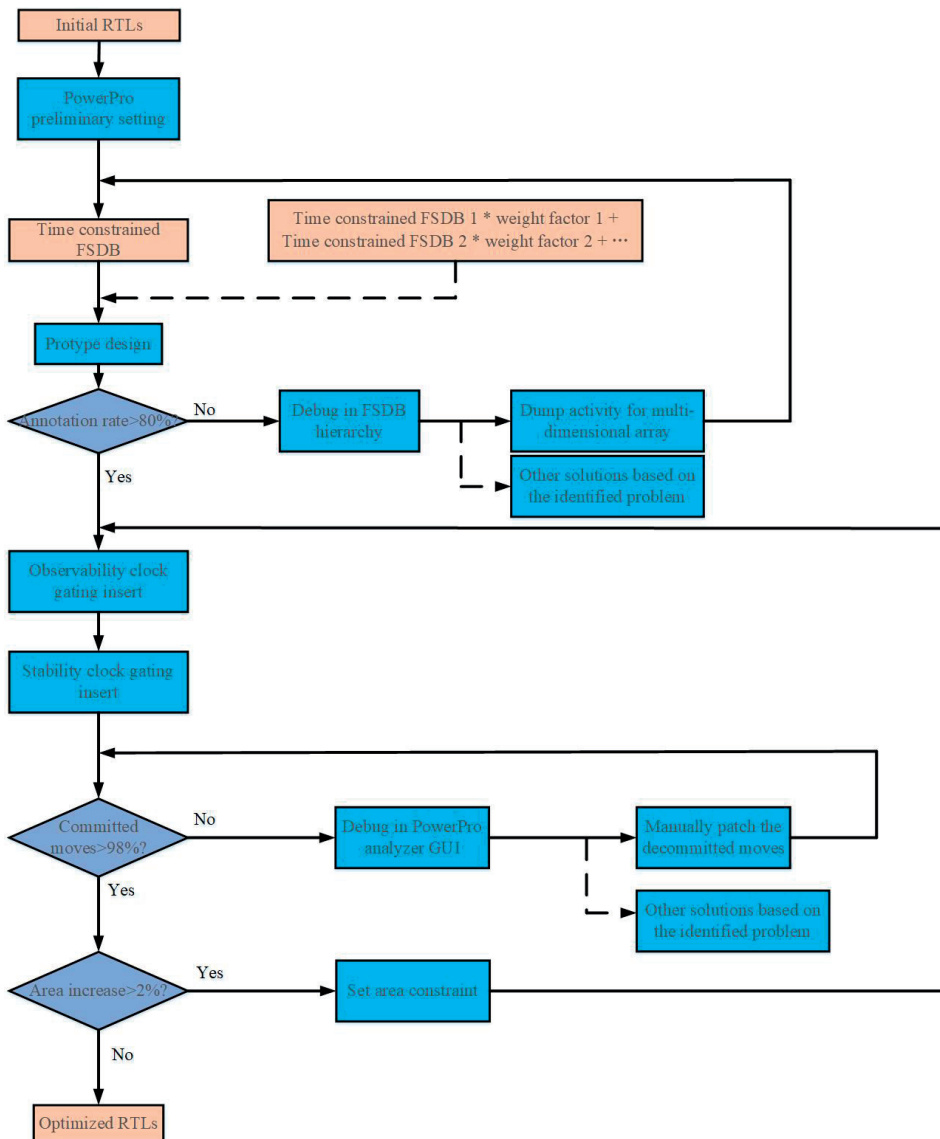 Initial RTLs
PowerPro
preliminary setting
Time constrained
FSDB
Time constrained FSDB 1 * weight factor 1 +
Time constrained FSDB 2 * weight factor 2 + ···
Protype design
Annotation rate>80%?
No
Debug in FSDB
hierarchy
Dump activity for multi-
dimensional array
Other solutions based on
the identified problem
Yes
Observability clock
gating insert
Stability clock gating
insert
Committed
moves>98%?
No
Debug in PowerPro
analyzer GUI
Manually patch the
decommitted moves
Other solutions based on
the identified problem
Yes
Area increase>2%?
Yes
Set area constraint
No
Optimized RTLs